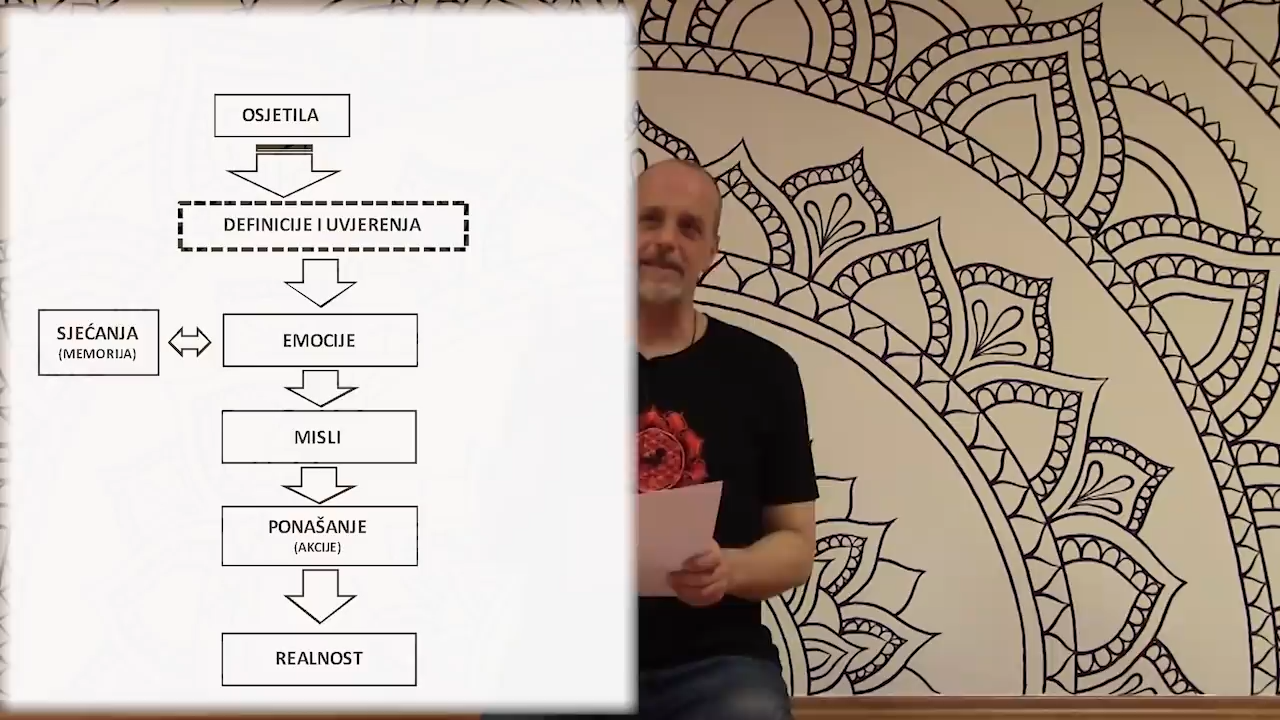 OSJETILA
DEFINICIJE I UVJERENJA
SJEĆANJA
(MEMORIJA)
EMOCIJE
MISLI
PONAŠANJE
(AKCIJE)
REALNOST